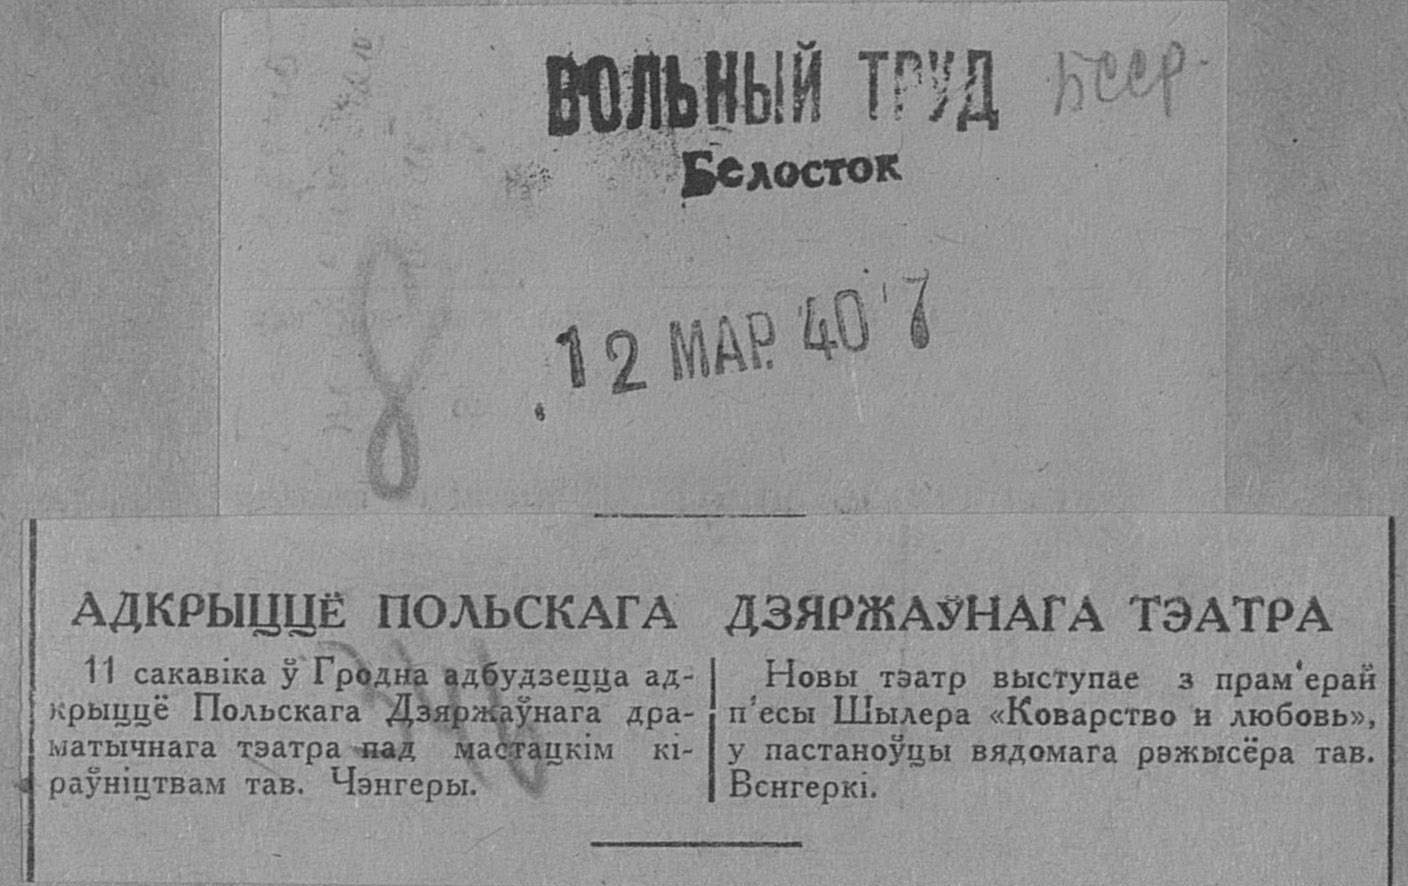 ВОЛЬНЫЙ ТРУД БССР
Белосток
12 МАР. 40 7
АДКРЫЦЦЁ ПОЛЬСКАГА ДЗЯРЖАЎНАГА ТЭАТРА
11 сакавіка ў Гродна адбудзецца ад-
крыццё Польскага Дзяржаўнага дра-
матычнага тэатра пад мастацкім кі-
раўніцтвам тав. Чэнгеры.
Новы тэатр выступае з прам'ерай
п'есы Шылера «Коварство и любовь»,
у пастаноўцы вядомага рэжысёра тав.
Венгеркі.